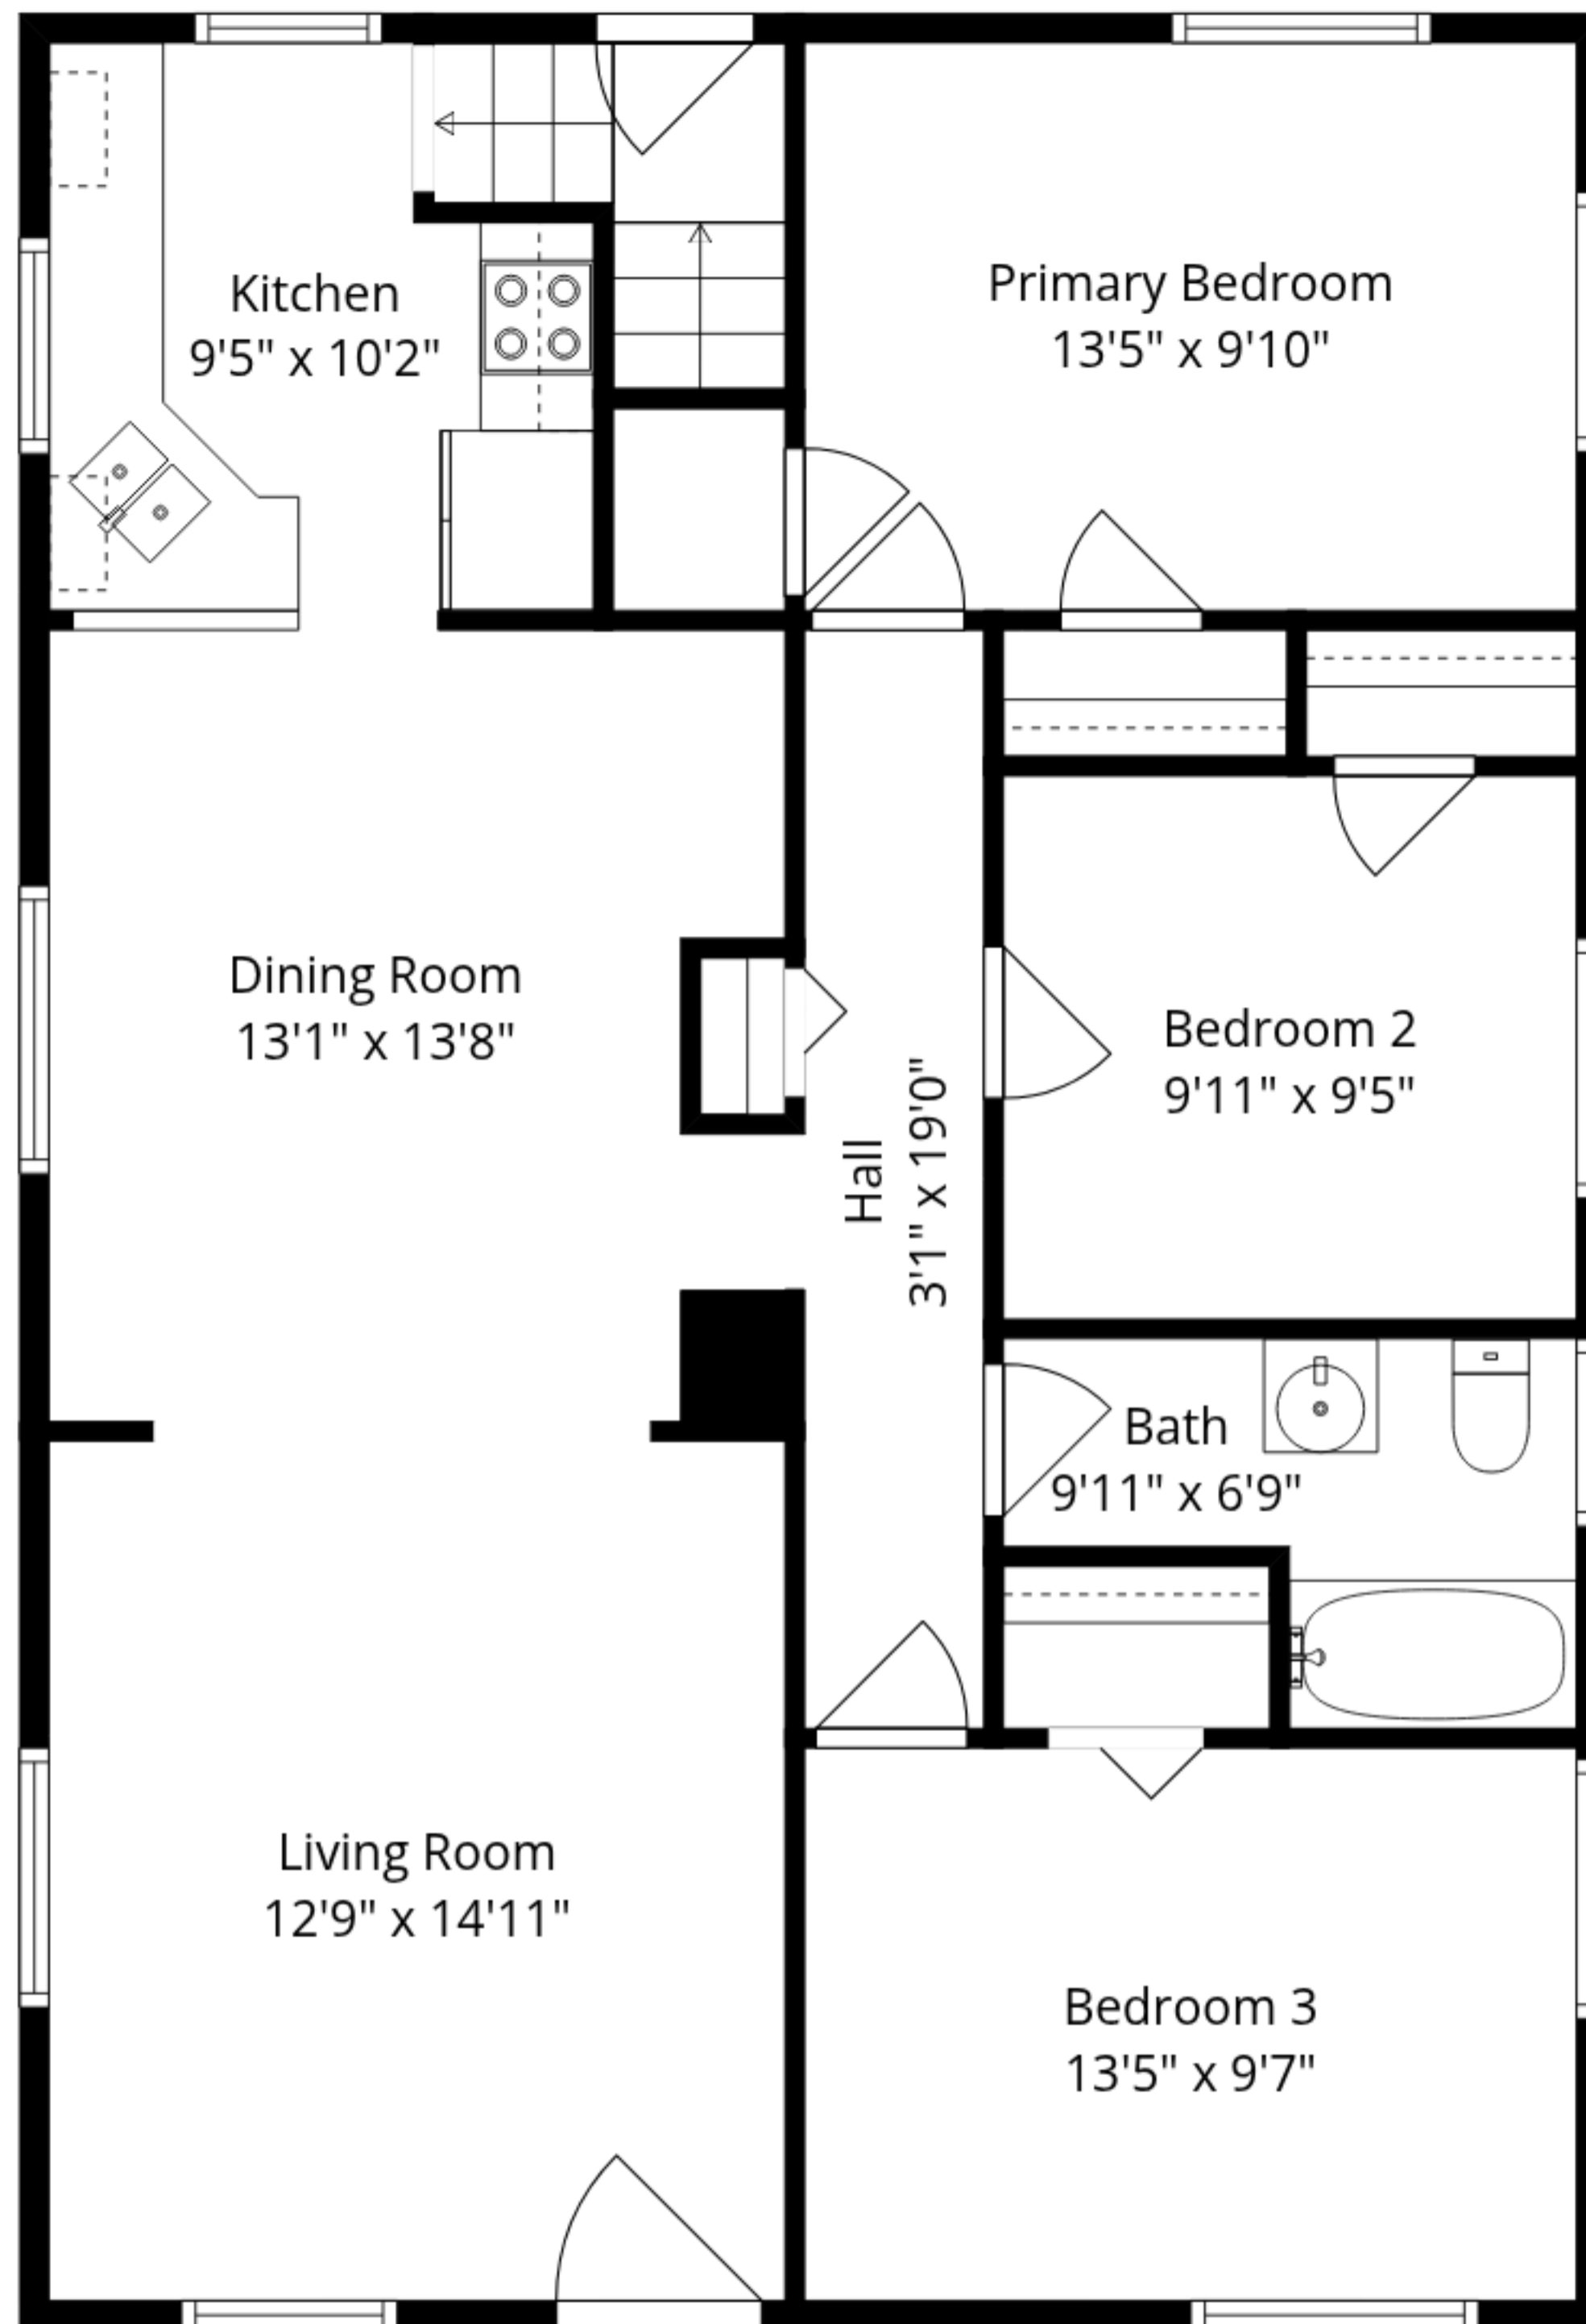 Kitchen
9'5" x 10'2"
Primary Bedroom
13'5" x 9'10"
Dining Room
13'1" x 13'8"
Hall
3'1" x 19'0"
Bedroom 2
9'11" x 9'5"
Bath
9'11" x 6'9"
Living Room
12'9" x 14'11"
Bedroom 3
13'5" x 9'7"